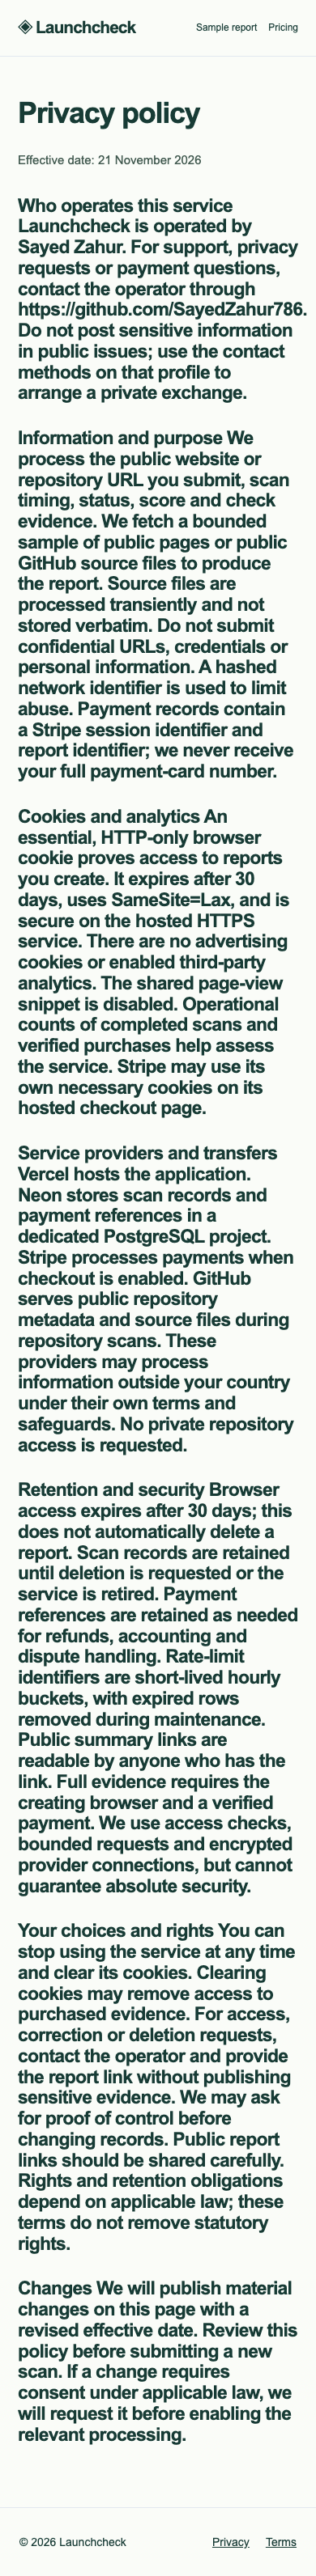 Launchcheck
Sample report Pricing
Privacy policy
Effective date: 21 November 2026
Who operates this service
Launchcheck is operated by
Sayed Zahur. For support, privacy
requests or payment questions,
contact the operator through
https://github.com/SayedZahur786.
Do not post sensitive information
in public issues; use the contact
methods on that profile to
arrange a private exchange.
Information and purpose We
process the public website or
repository URL you submit, scan
timing, status, score and check
evidence. We fetch a bounded
sample of public pages or public
GitHub source files to produce
the report. Source files are
processed transiently and not
stored verbatim. Do not submit
confidential URLs, credentials or
personal information. A hashed
network identifier is used to limit
abuse. Payment records contain
a Stripe session identifier and
report identifier; we never receive
your full payment-card number.
Cookies and analytics An
essential, HTTP-only browser
cookie proves access to reports
you create. It expires after 30
days, uses SameSite=Lax, and is
secure on the hosted HTTPS
service. There are no advertising
cookies or enabled third-party
analytics. The shared page-view
snippet is disabled. Operational
counts of completed scans and
verified purchases help assess
the service. Stripe may use its
own necessary cookies on its
hosted checkout page.
Service providers and transfers
Vercel hosts the application.
Neon stores scan records and
payment references in a
dedicated PostgreSQL project.
Stripe processes payments when
checkout is enabled. GitHub
serves public repository
metadata and source files during
repository scans. These
providers may process
information outside your country
under their own terms and
safeguards. No private repository
access is requested.
Retention and security Browser
access expires after 30 days; this
does not automatically delete a
report. Scan records are retained
until deletion is requested or the
service is retired. Payment
references are retained as needed
for refunds, accounting and
dispute handling. Rate-limit
identifiers are short-lived hourly
buckets, with expired rows
removed during maintenance.
Public summary links are
readable by anyone who has the
link. Full evidence requires the
creating browser and a verified
payment. We use access checks,
bounded requests and encrypted
provider connections, but cannot
guarantee absolute security.
Your choices and rights You can
stop using the service at any time
and clear its cookies. Clearing
cookies may remove access to
purchased evidence. For access,
correction or deletion requests,
contact the operator and provide
the report link without publishing
sensitive evidence. We may ask
for proof of control before
changing records. Public report
links should be shared carefully.
Rights and retention obligations
depend on applicable law; these
terms do not remove statutory
rights.
Changes We will publish material
changes on this page with a
revised effective date. Review this
policy before submitting a new
scan. If a change requires
consent under applicable law, we
will request it before enabling the
relevant processing.
© 2026 Launchcheck
Privacy Terms